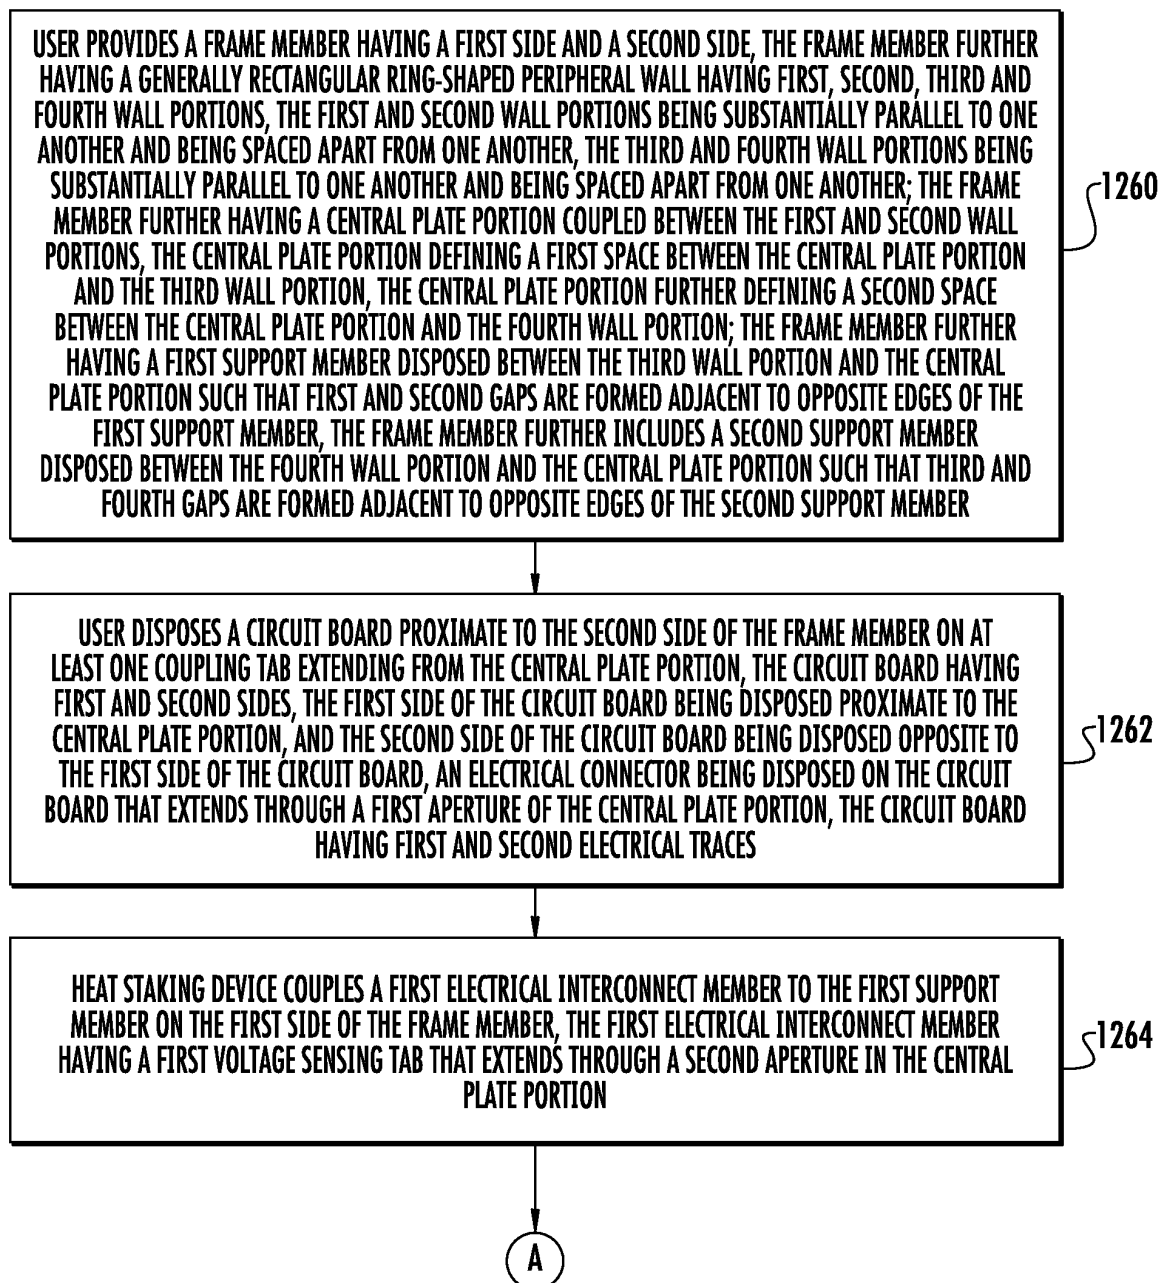 USER PROVIDES A FRAME MEMBER HAVING A FIRST SIDE AND A SECOND SIDE, THE FRAME MEMBER FURTHER
HAVING A GENERALLY RECTANGULAR RING-SHAPED PERIPHERAL WALL HAVING FIRST, SECOND, THIRD AND
FOURTH WALL PORTIONS, THE FIRST AND SECOND WALL PORTIONS BEING SUBSTANTIALLY PARALLEL TO ONE
ANOTHER AND BEING SPACED APART FROM ONE ANOTHER, THE THIRD AND FOURTH WALL PORTIONS BEING
SUBSTANTIALLY PARALLEL TO ONE ANOTHER AND BEING SPACED APART FROM ONE ANOTHER; THE FRAME
MEMBER FURTHER HAVING A CENTRAL PLATE PORTION COUPLED BETWEEN THE FIRST AND SECOND WALL
PORTIONS, THE CENTRAL PLATE PORTION DEFINING A FIRST SPACE BETWEEN THE CENTRAL PLATE PORTION
AND THE THIRD WALL PORTION, THE CENTRAL PLATE PORTION FURTHER DEFINING A SECOND SPACE
BETWEEN THE CENTRAL PLATE PORTION AND THE FOURTH WALL PORTION; THE FRAME MEMBER FURTHER
HAVING A FIRST SUPPORT MEMBER DISPOSED BETWEEN THE THIRD WALL PORTION AND THE CENTRAL
PLATE PORTION SUCH THAT FIRST AND SECOND GAPS ARE FORMED ADJACENT TO OPPOSITE EDGES OF THE
FIRST SUPPORT MEMBER, THE FRAME MEMBER FURTHER INCLUDES A SECOND SUPPORT MEMBER
DISPOSED BETWEEN THE FOURTH WALL PORTION AND THE CENTRAL PLATE PORTION SUCH THAT THIRD AND
FOURTH GAPS ARE FORMED ADJACENT TO OPPOSITE EDGES OF THE SECOND SUPPORT MEMBER
1260
USER DISPOSES A CIRCUIT BOARD PROXIMATE TO THE SECOND SIDE OF THE FRAME MEMBER ON AT
LEAST ONE COUPLING TAB EXTENDING FROM THE CENTRAL PLATE PORTION, THE CIRCUIT BOARD HAVING
FIRST AND SECOND SIDES, THE FIRST SIDE OF THE CIRCUIT BOARD BEING DISPOSED PROXIMATE TO THE
CENTRAL PLATE PORTION, AND THE SECOND SIDE OF THE CIRCUIT BOARD BEING DISPOSED OPPOSITE TO
THE FIRST SIDE OF THE CIRCUIT BOARD, AN ELECTRICAL CONNECTOR BEING DISPOSED ON THE CIRCUIT
BOARD THAT EXTENDS THROUGH A FIRST APERTURE OF THE CENTRAL PLATE PORTION, THE CIRCUIT BOARD
HAVING FIRST AND SECOND ELECTRICAL TRACES
1262
HEAT STAKING DEVICE COUPLES A FIRST ELECTRICAL INTERCONNECT MEMBER TO THE FIRST SUPPORT
MEMBER ON THE FIRST SIDE OF THE FRAME MEMBER, THE FIRST ELECTRICAL INTERCONNECT MEMBER
HAVING A FIRST VOLTAGE SENSING TAB THAT EXTENDS THROUGH A SECOND APERTURE IN THE CENTRAL
PLATE PORTION
1264
A